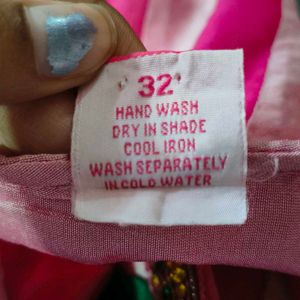 32
HAND WASH
DRY IN SHADE
COOL IRON
WASH SEPARATELY
IN COLD WATER